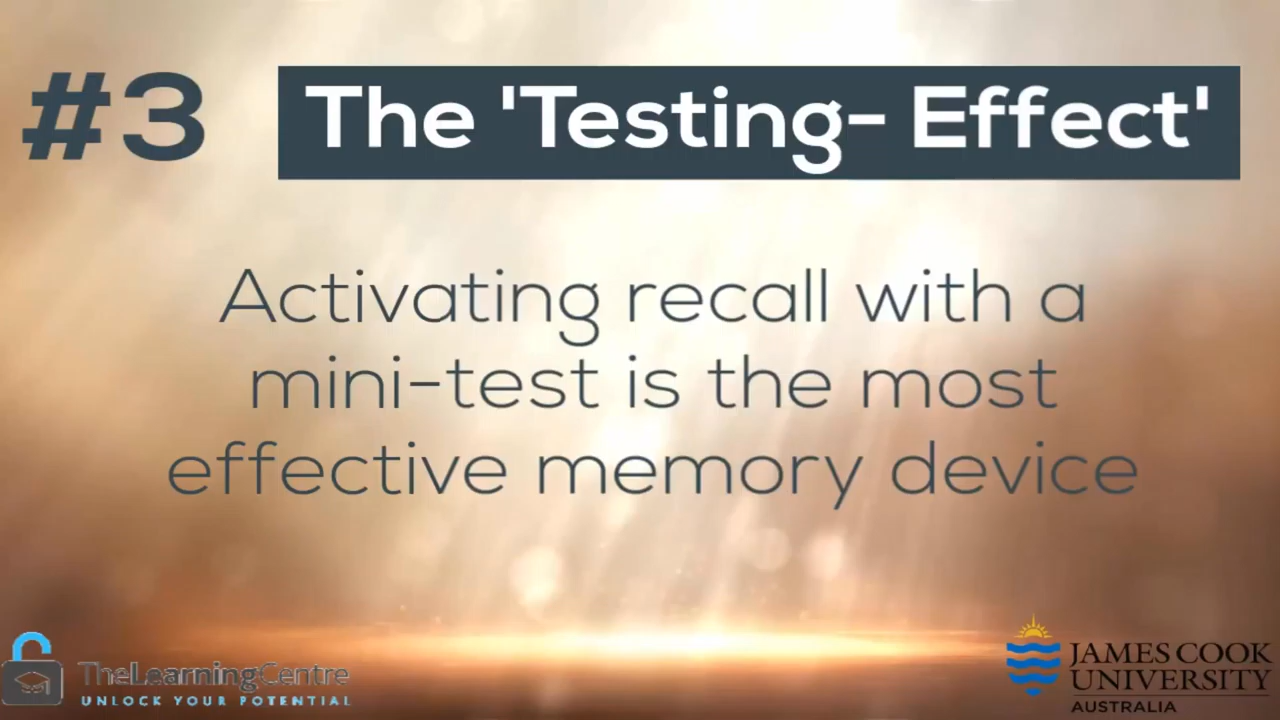 #3 The 'Testing- Effect'
Activating recall with a
mini-test is the most
effective memory device
TheLearningCentre
UNLOCK YOUR POTENTIAL
JAMES COOK
UNIVERSITY
AUSTRALIA